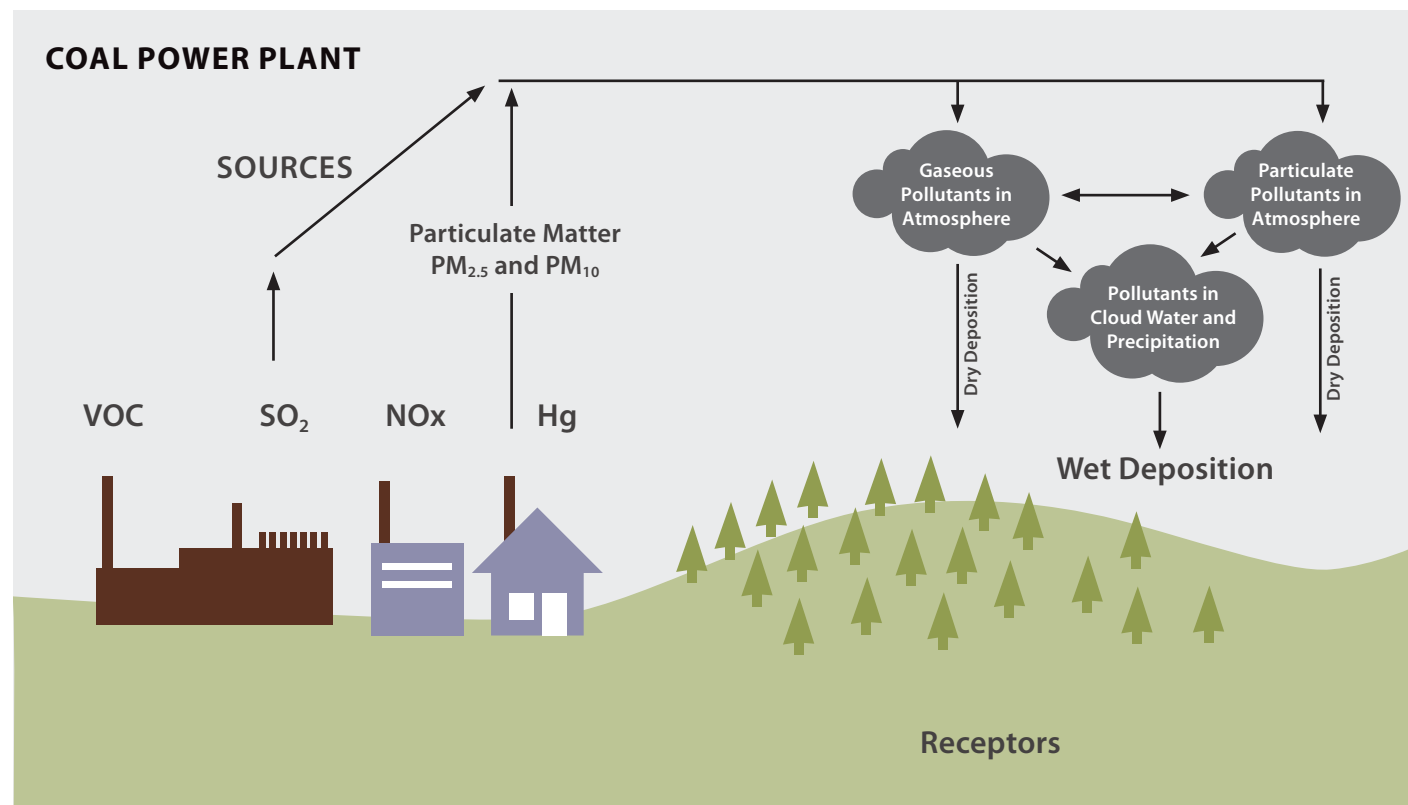 COAL POWER PLANT
SOURCES
Particulate Matter
PM₂.₅ and PM₁₀
VOC
SO₂
NOx
Hg
Gaseous
Pollutants in
Atmosphere
Particulate
Pollutants in
Atmosphere
Pollutants in
Cloud Water and
Precipitation
Dry Deposition
Dry Deposition
Wet Deposition
Receptors